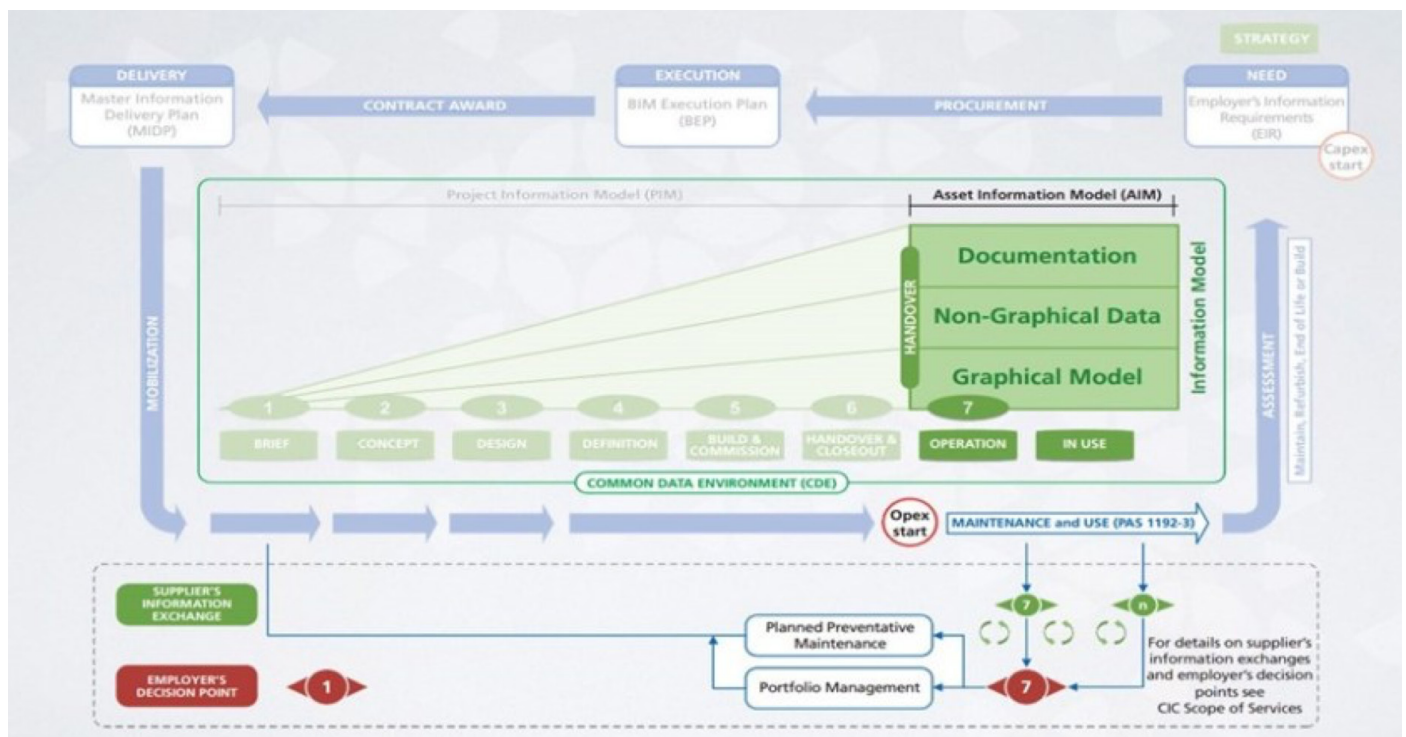 STRATEGY
DELIVERY
Master Information
Delivery Plan
(MIDP)
CONTRACT AWARD
EXECUTION
BIM Execution Plan
(BEP)
PROCUREMENT
NEED
Employer's Information
Requirements
(EIR)
Capex
start
Project Information Model (PIM)
Asset Information Model (AIM)
MOBILIZATION
HANDOVER
Documentation
Non-Graphical Data
Graphical Model
Information Model
ASSESSMENT
Maintain, Refurbish, End of Life or Build
1
2
3
4
5
6
7
BRIEF
CONCEPT
DESIGN
DEFINITION
BUILD &
COMMISSION
HANDOVER &
CLOSEOUT
OPERATION
IN USE
COMMON DATA ENVIRONMENT (CDE)
Opex
start
MAINTENANCE and USE (PAS 1192-3)
SUPPLIER'S
INFORMATION
EXCHANGE
7
n
Planned Preventative
Maintenance
For details on supplier's
information exchanges
and employer's decision
points see
CIC Scope of Services
EMPLOYER'S
DECISION POINT
1
Portfolio Management
7